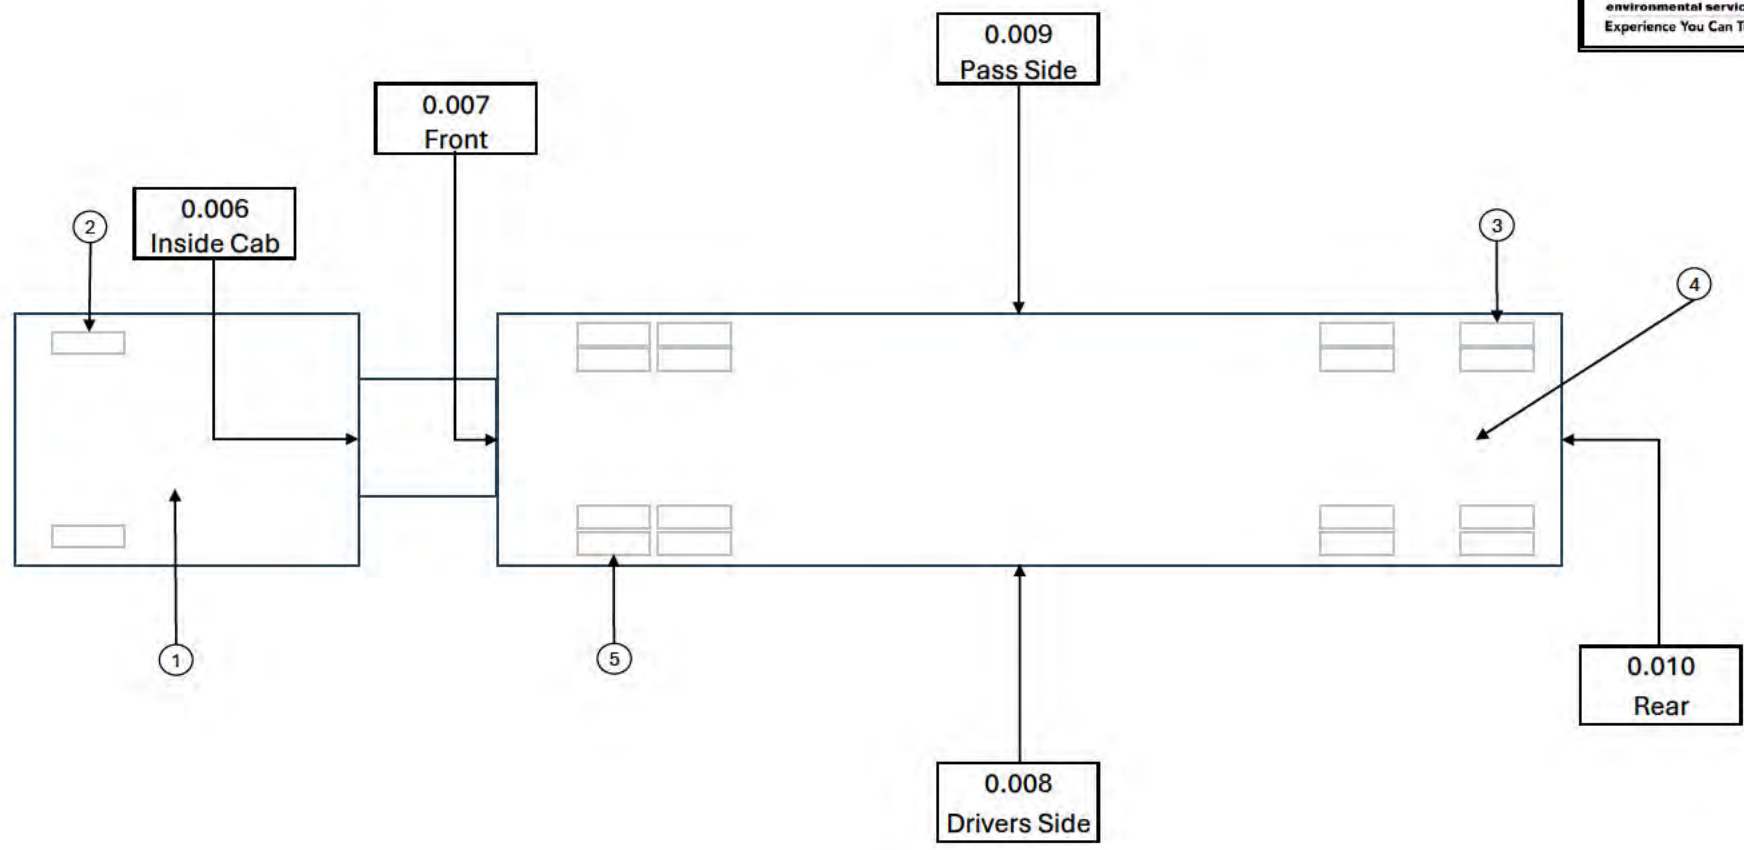 environmental
Experience You Can
0.009
Pass Side
0.007
Front
0.006
Inside Cab
2
3
4
1
5
0.010
Rear
0.008
Drivers Side